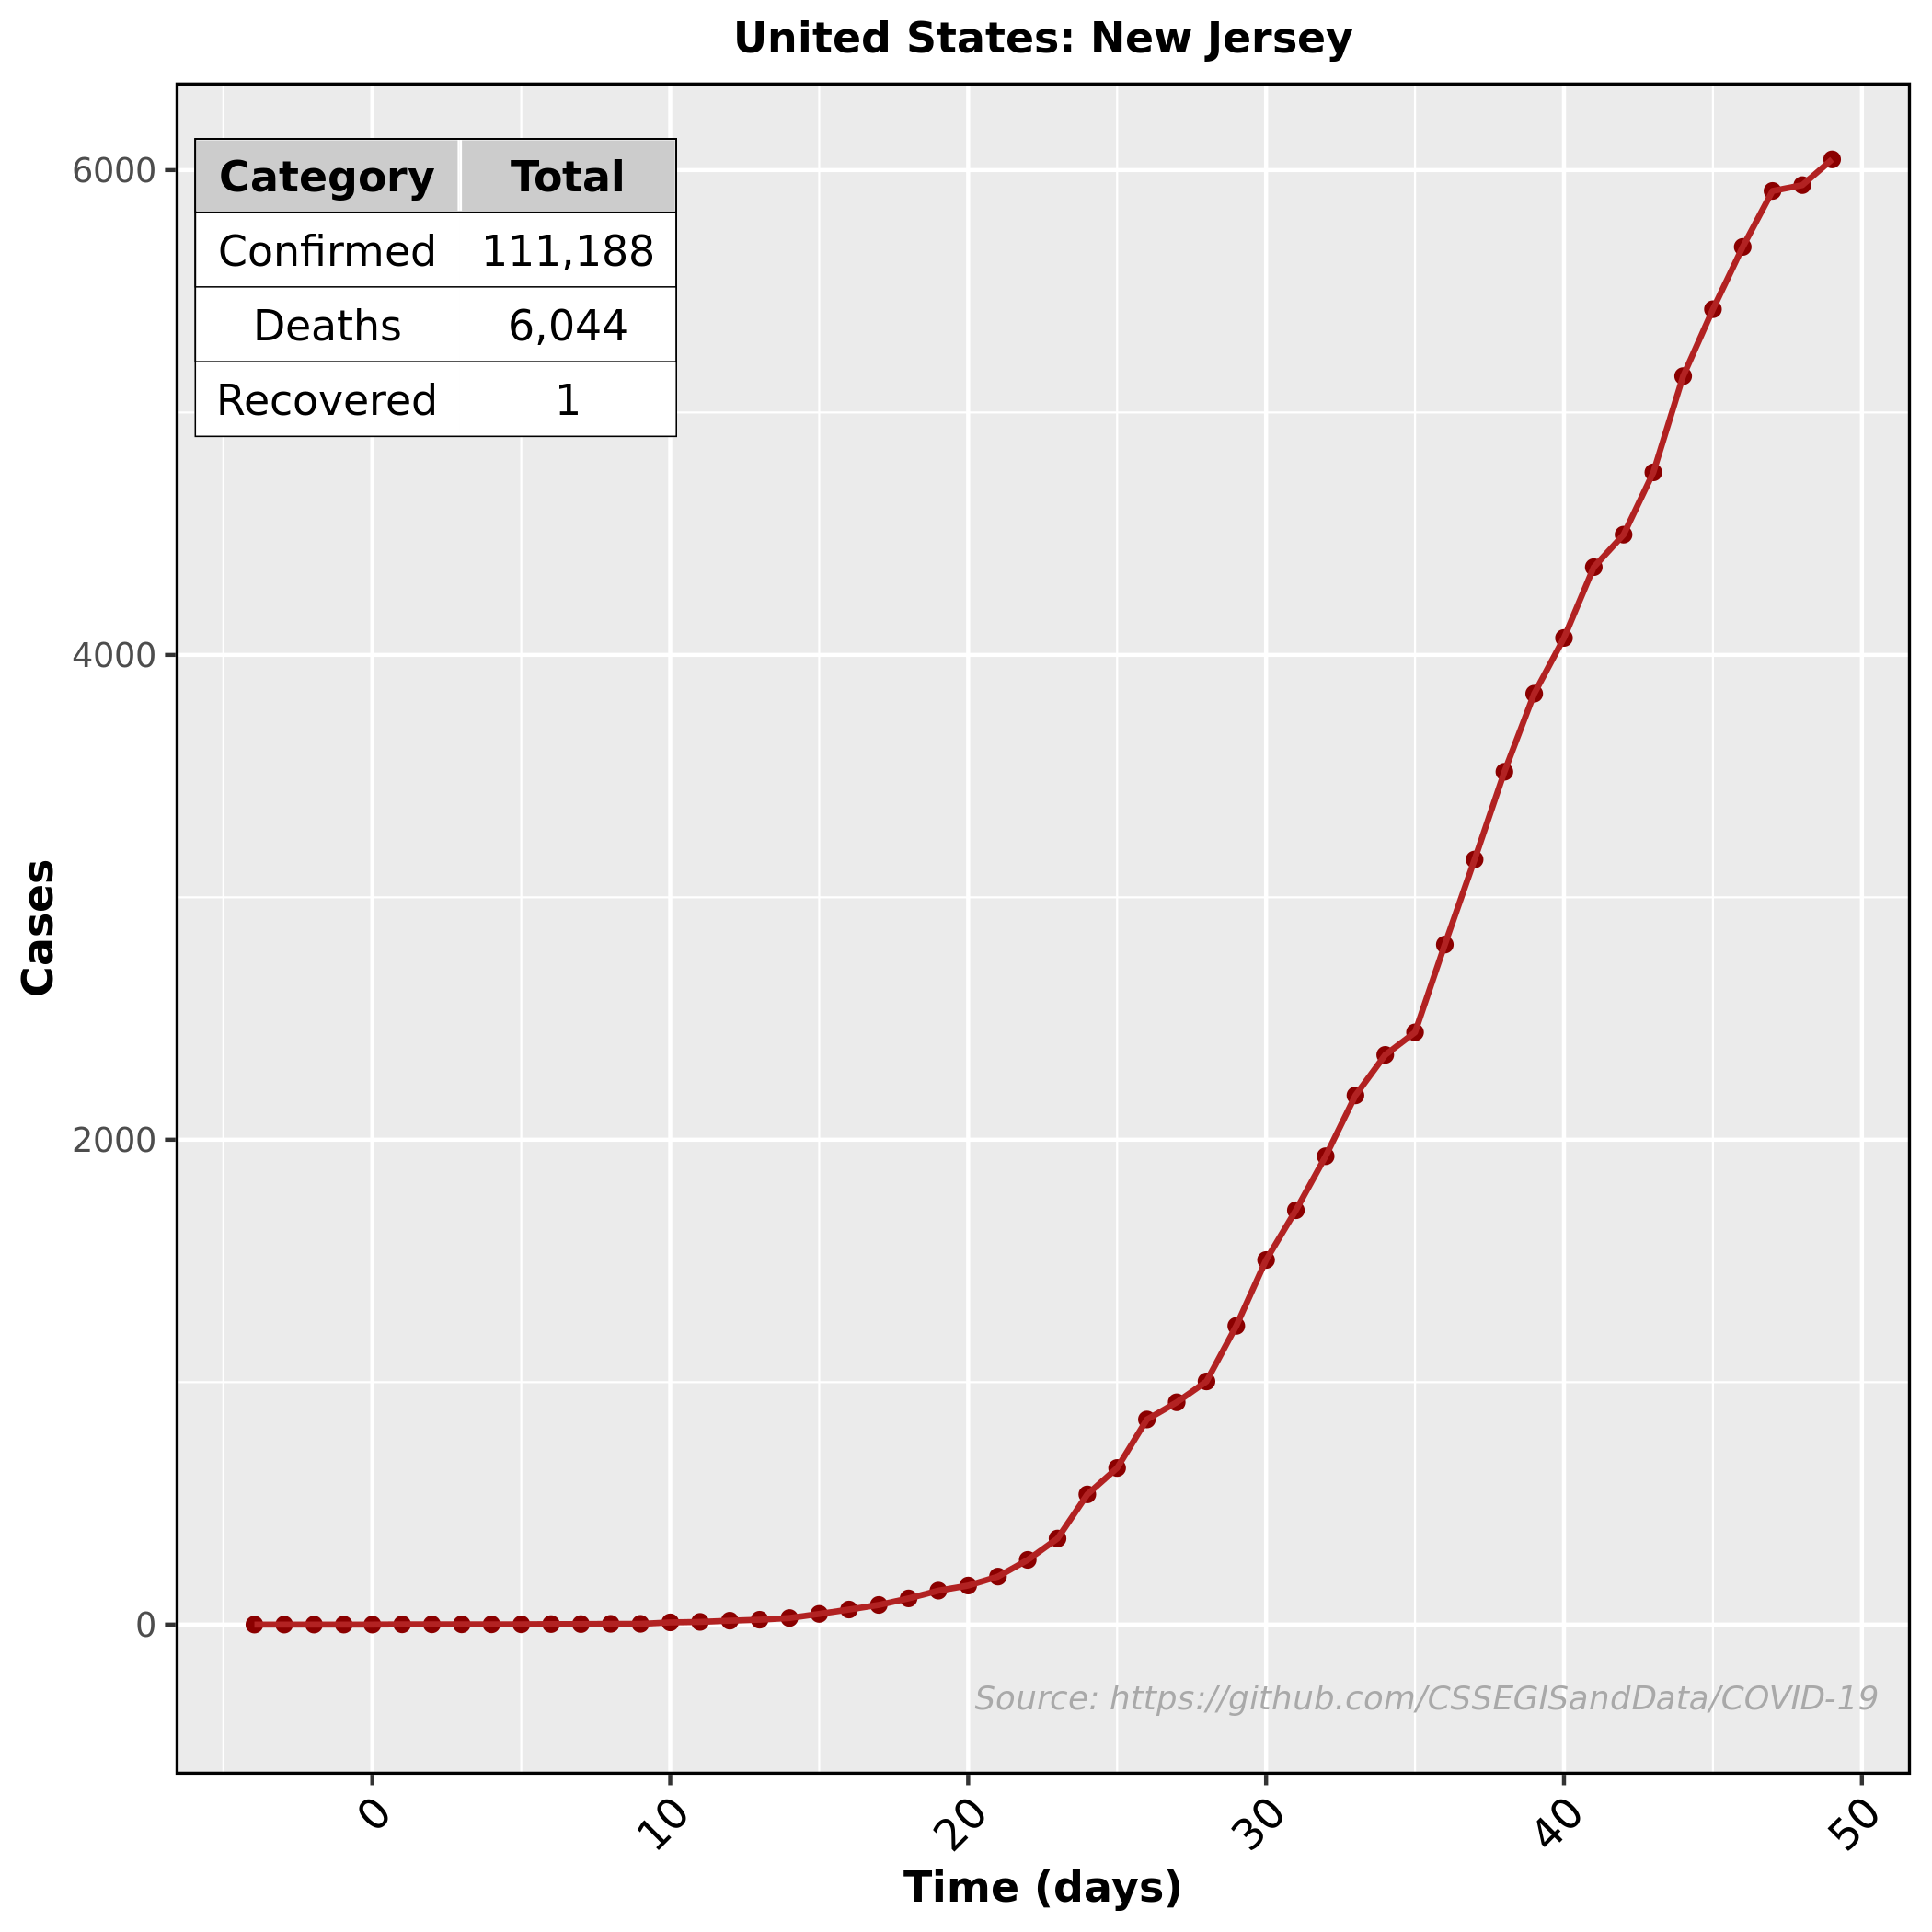 United States: New Jersey
Category Total
Confirmed 111,188
Deaths 6,044
Recovered 1
6000
4000
2000
0
Cases
Source: https://github.com/CSSEGISandData/COVID-19
0 10 20 30 40 50
Time (days)